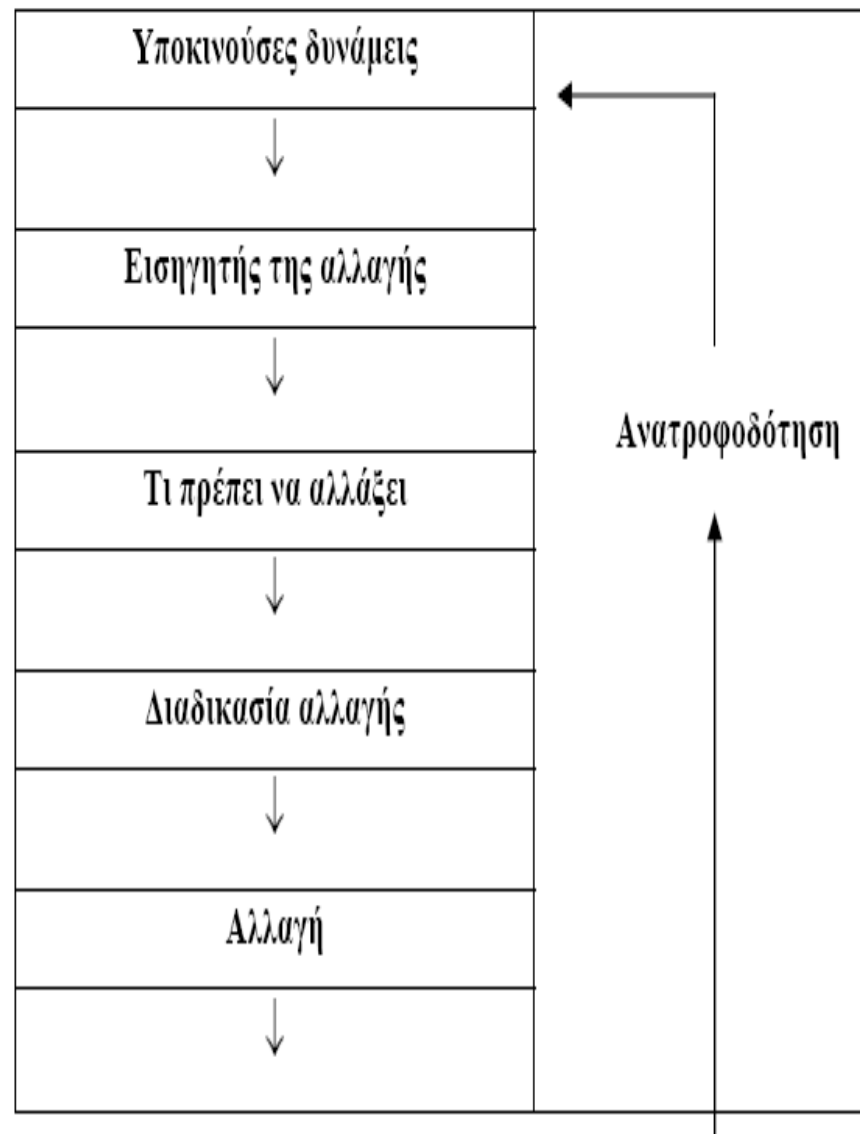 Υποκινούσες δυνάμεις
Εισηγητής της αλλαγής
Τι πρέπει να αλλάξει
Διαδικασία αλλαγής
Αλλαγή
Ανατροφοδότηση